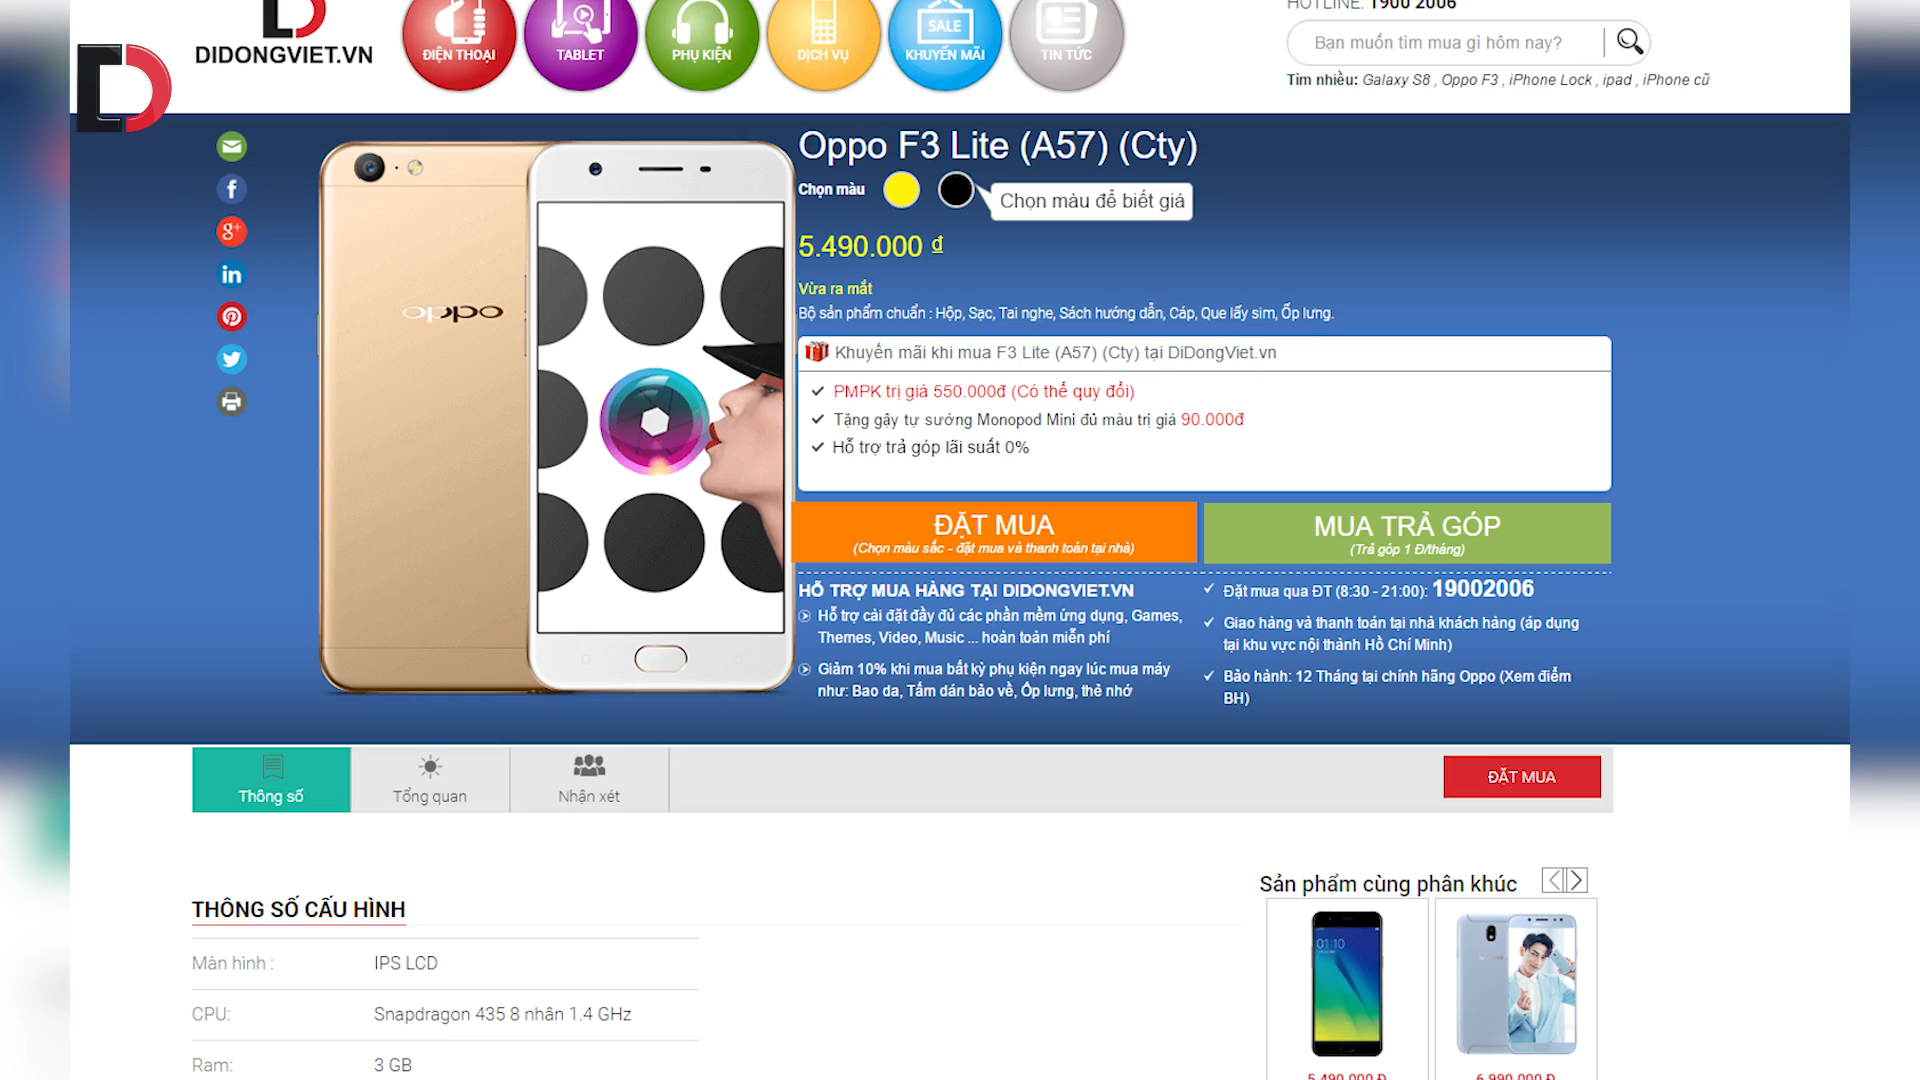 HOTLINE: 1900 2006
DIDONGVIET.VN
ĐIỆN THOẠI
TABLET
PHỤ KIỆN
DỊCH VỤ
SALE
KHUYẾN MÃI
TIN TỨC
Bạn muốn tìm mua gì hôm nay?
Tìm nhiều: Galaxy S8 , Oppo F3 , iPhone Lock , ipad , iPhone cũ
Oppo F3 Lite (A57) (Cty)
Chọn màu
Chọn màu để biết giá
5.490.000 đ
Vừa ra mắt
Bộ sản phẩm chuẩn : Hộp, Sạc, Tai nghe, Sách hướng dẫn, Cáp, Que lấy sim, Ốp lưng.
oppo
Khuyến mãi khi mua F3 Lite (A57) (Cty) tại DiDongViet.vn
PMPK trị giá 550.000đ (Có thể quy đổi)
Tặng gậy tự sướng Monopod Mini đủ màu trị giá 90.000đ
Hỗ trợ trả góp lãi suất 0%
ĐẶT MUA
(Chọn màu sắc - đặt mua và thanh toán tại nhà)
MUA TRẢ GÓP
(Trả góp 1 Đ/tháng)
HỖ TRỢ MUA HÀNG TẠI DIDONGVIET.VN
Hỗ trợ cài đặt đầy đủ các phần mềm ứng dụng, Games,
Themes, Video, Music ... hoàn toàn miễn phí
Giảm 10% khi mua bất kỳ phụ kiện ngay lúc mua máy
như: Bao da, Tấm dán bảo về, Ốp lưng, thẻ nhớ
Đặt mua qua ĐT (8:30 - 21:00): 19002006
Giao hàng và thanh toán tại nhà khách hàng (áp dụng
tại khu vực nội thành Hồ Chí Minh)
Bảo hành: 12 Tháng tại chính hãng Oppo (Xem điểm
BH)
Thông số
Tổng quan
Nhận xét
ĐẶT MUA
THÔNG SỐ CẤU HÌNH
Màn hình : IPS LCD
CPU: Snapdragon 435 8 nhân 1.4 GHz
Ram: 3 GB
Sản phẩm cùng phân khúc
01:10
5.490.000 Đ
6.990.000 Đ